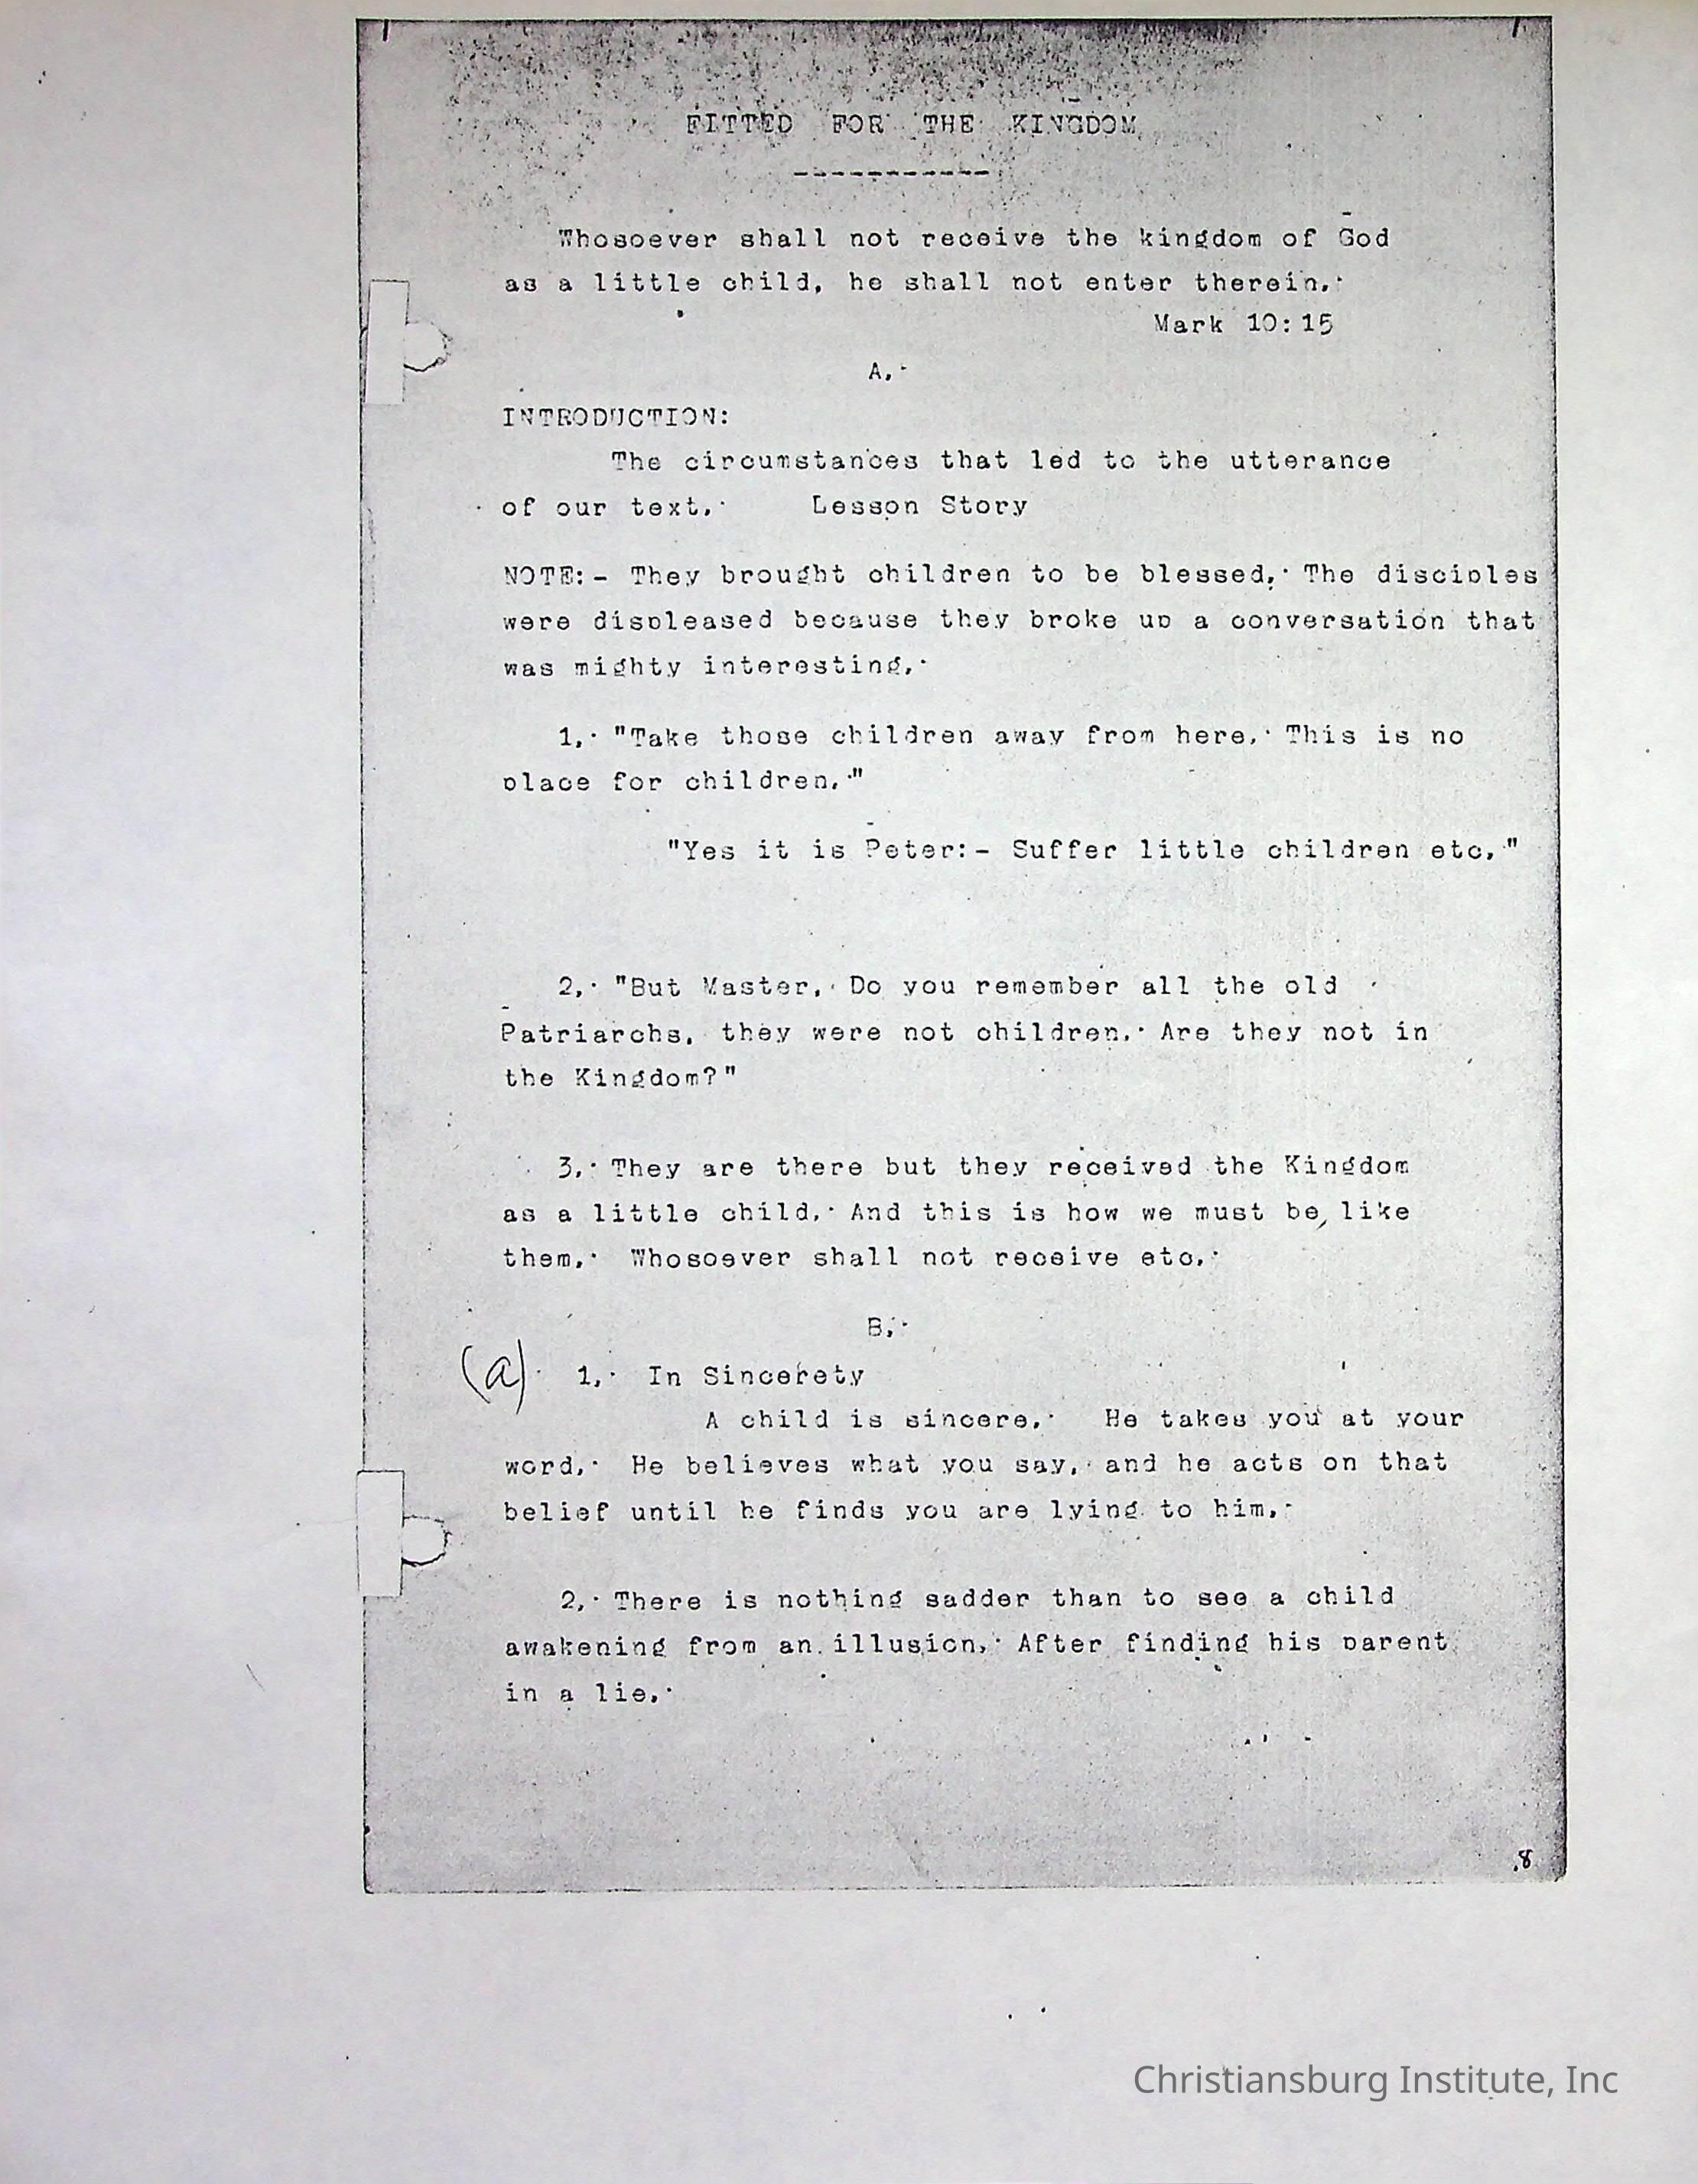 FITTED FOR THE KINGDOM
-----------
Whosoever shall not receive the kingdom of God
as a little child, he shall not enter therein.
Mark 10:15
A.
INTRODUCTION:
The circumstances that led to the utterance
of our text. Lesson Story
NOTE:- They brought children to be blessed. The disciples
were displeased because they broke up a conversation that
was mighty interesting.
1. "Take those children away from here. This is no
place for children."
"Yes it is Peter:- Suffer little children etc."
2. "But Master, Do you remember all the old
Patriarchs, they were not children. Are they not in
the Kingdom?"
3. They are there but they received the Kingdom
as a little child. And this is how we must be, like
them. Whosoever shall not receive etc.
B.
(a) 1. In Sincerety
A child is sincere. He takes you at your
word. He believes what you say, and he acts on that
belief until he finds you are lying to him.
2. There is nothing sadder than to see a child
awakening from an illusion. After finding his parent
in a lie.
8
Christiansburg Institute, Inc